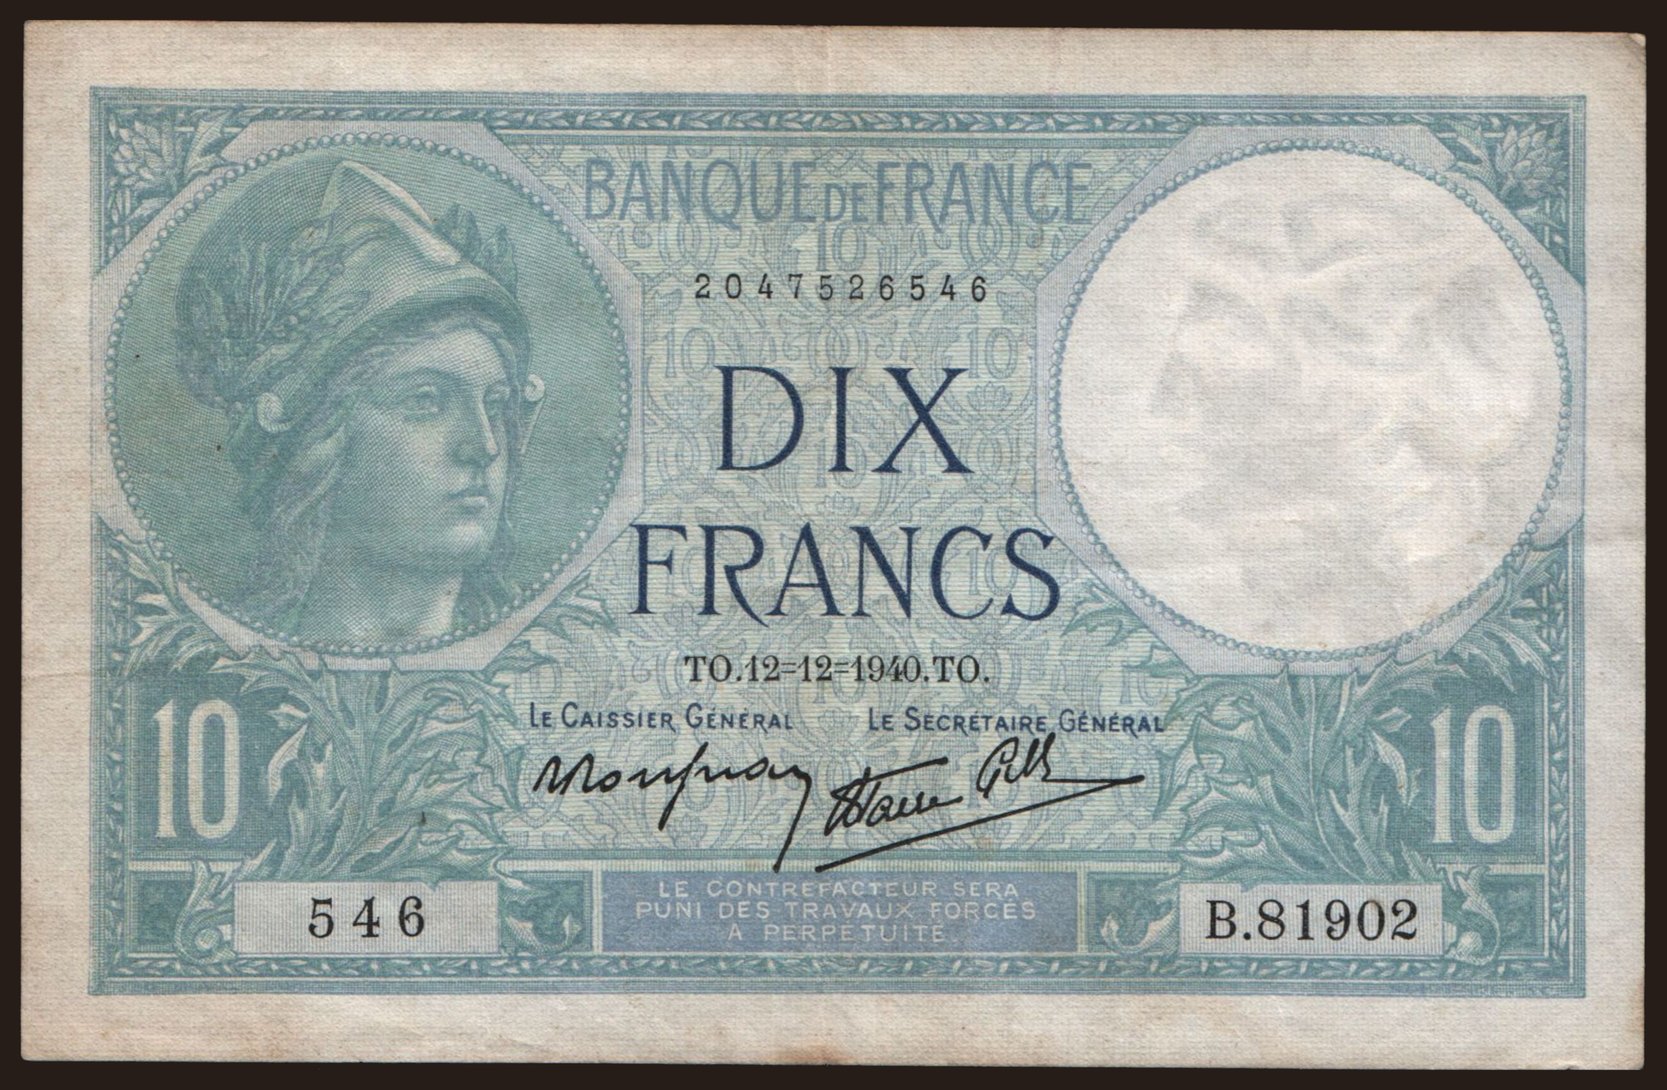 BANQUE DE FRANCE
2047526546
DIX
FRANCS
TO.12=12=1940.TO.
LE CAISSIER GÉNÉRAL LE SECRÉTAIRE GÉNÉRAL
10 10
LE CONTREFACTEUR SERA
PUNI DES TRAVAUX FORCÉS
À PERPÉTUITÉ.
546 B.81902